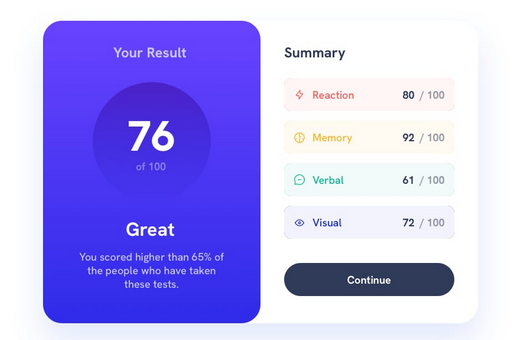 Your Result
76
of 100
Great
You scored higher than 65% of
the people who have taken
these tests.
Summary
Reaction 80 / 100
Memory 92 / 100
Verbal 61 / 100
Visual 72 / 100
Continue